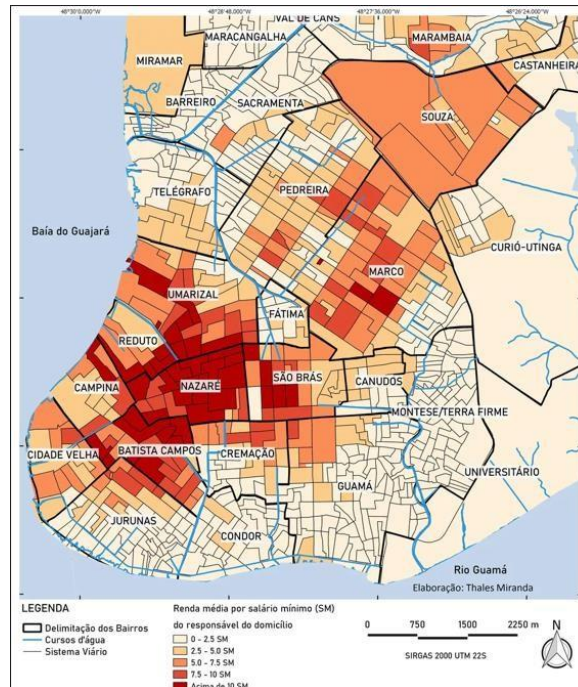 48°30'0,000"W
48°28'48,000"W
48°27'36,000"W
48°26'24,000"W
VAL DE CANS
MARACANGALHA
MARAMBAIA
MIRAMAR
CASTANHEIRA
BARREIRO
SACRAMENTA
SOUZA
TELÉGRAFO
PEDREIRA
Baía do Guajará
CURIÓ-UTINGA
MARCO
UMARIZAL
FÁTIMA
REDUTO
CAMPINA
NAZARÉ
SÃO BRÁS
CANUDOS
MONTESE/TERRA FIRME
CIDADE VELHA
BATISTA CAMPOS
CREMAÇÃO
UNIVERSITÁRIO
GUAMÁ
JURUNAS
CONDOR
Rio Guamá
Elaboração: Thales Miranda
LEGENDA
Delimitação dos Bairros
Cursos d'água
Sistema Viário
Renda média por salário mínimo (SM)
do responsável do domicílio
0 - 2.5 SM
2.5 - 5.0 SM
5.0 - 7.5 SM
7.5 - 10 SM
Acima de 10 SM
0 750 1500 2250 m
SIRGAS 2000 UTM 22S
N